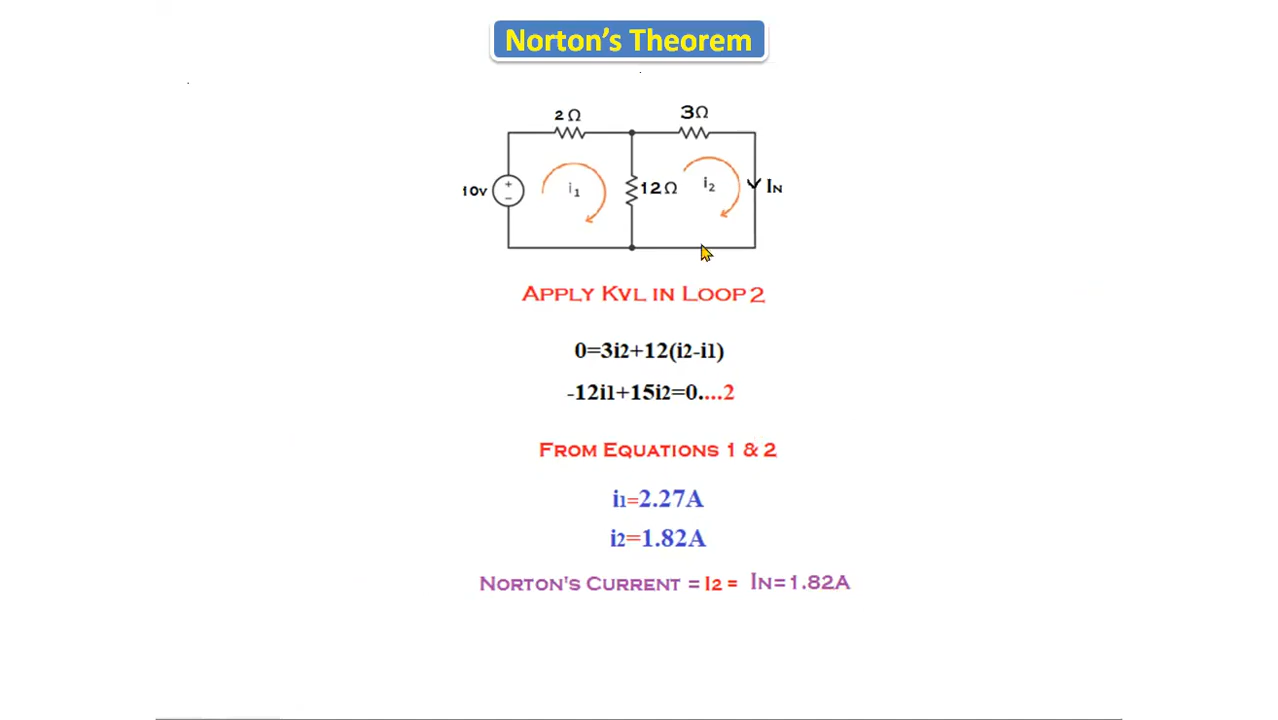 Norton's Theorem
2 Ω 3Ω
10v + − i1 12Ω i2 IN
APPLY KVL IN LOOP 2
0=3i2+12(i2-i1)
-12i1+15i2=0....2
FROM EQUATIONS 1 & 2
i1=2.27A
i2=1.82A
NORTON'S CURRENT = I2 = IN=1.82A